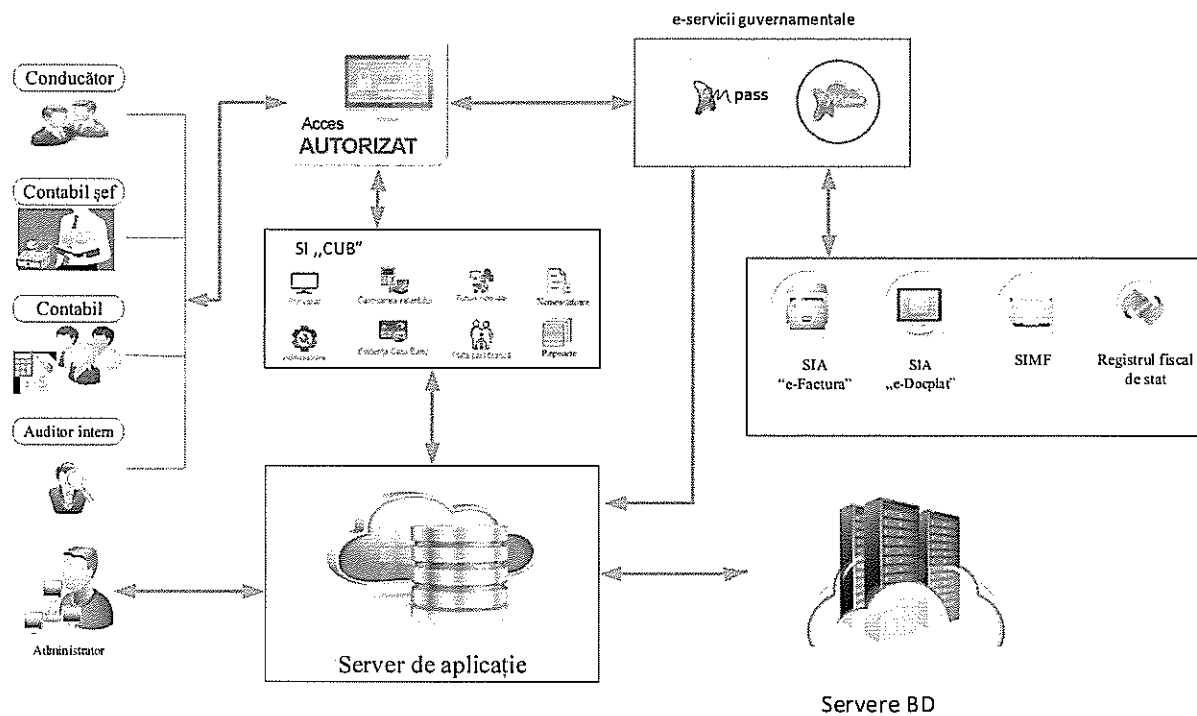 e-servicii guvernamentale
Conducător
Contabil șef
Contabil
Auditor intern
Administrator
Acces
AUTORIZAT
pass
SI „CUB”
Nomenclatoare
Rapoarte
SIA
“e-Factura”
SIA
„e-Docplat”
SIMF
Registrul fiscal
de stat
Server de aplicație
Servere BD